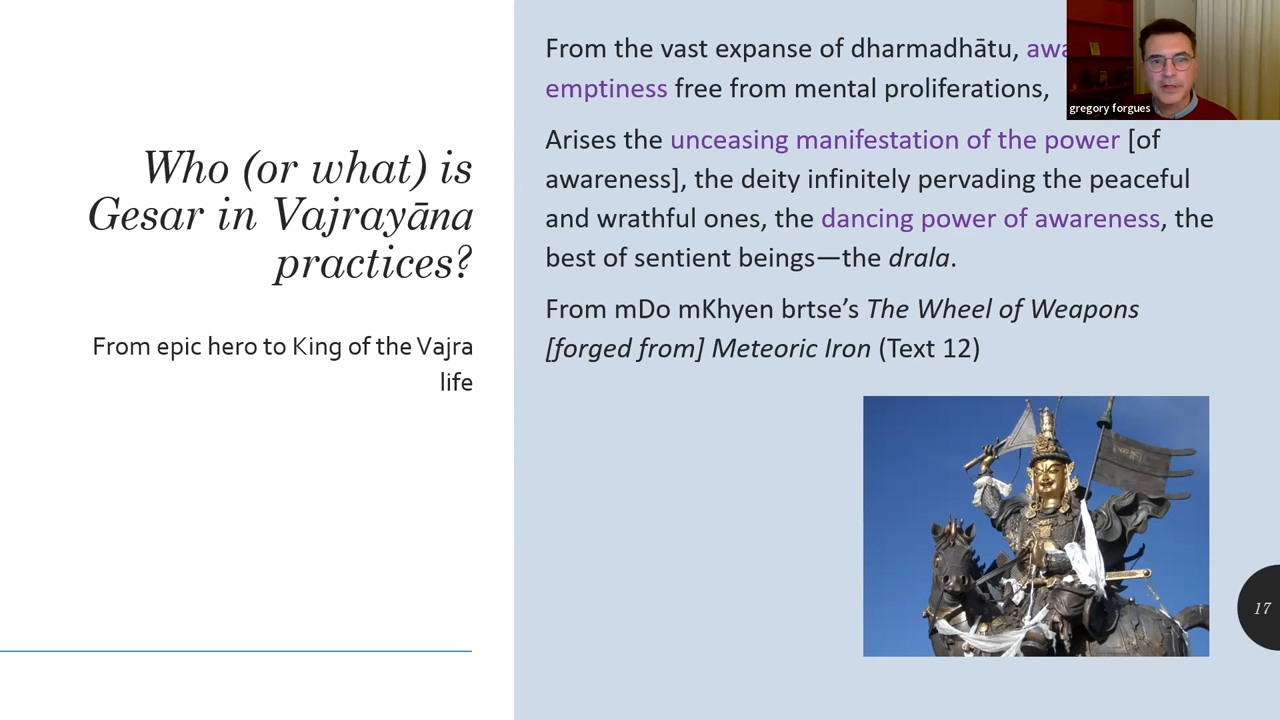 Who (or what) is
Gesar in Vajrayāna
practices?
From epic hero to King of the Vajra
life
From the vast expanse of dharmadhātu,
emptiness free from mental proliferations,
Arises the unceasing manifestation of the power [of
awareness], the deity infinitely pervading the peaceful
and wrathful ones, the dancing power of awareness, the
best of sentient beings—the drala.
From mDo mKhyen brtse’s The Wheel of Weapons
[forged from] Meteoric Iron (Text 12)
gregory forgues
17